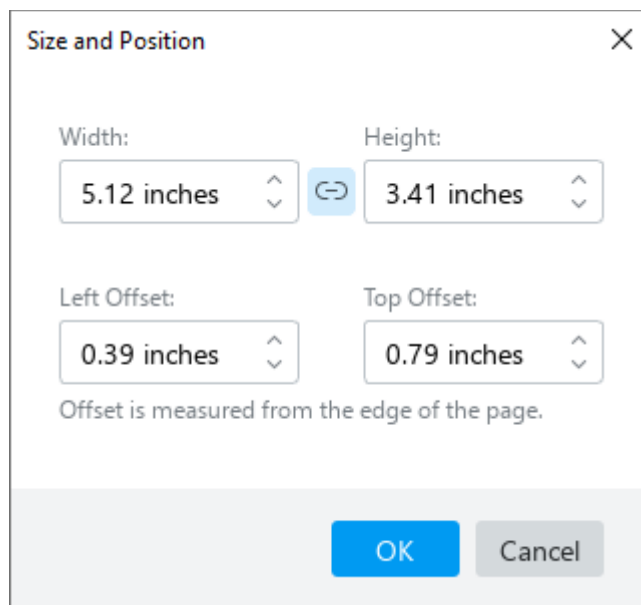 Size and Position
Width: Height:
5.12 inches 3.41 inches
Left Offset: Top Offset:
0.39 inches 0.79 inches
Offset is measured from the edge of the page.
OK Cancel